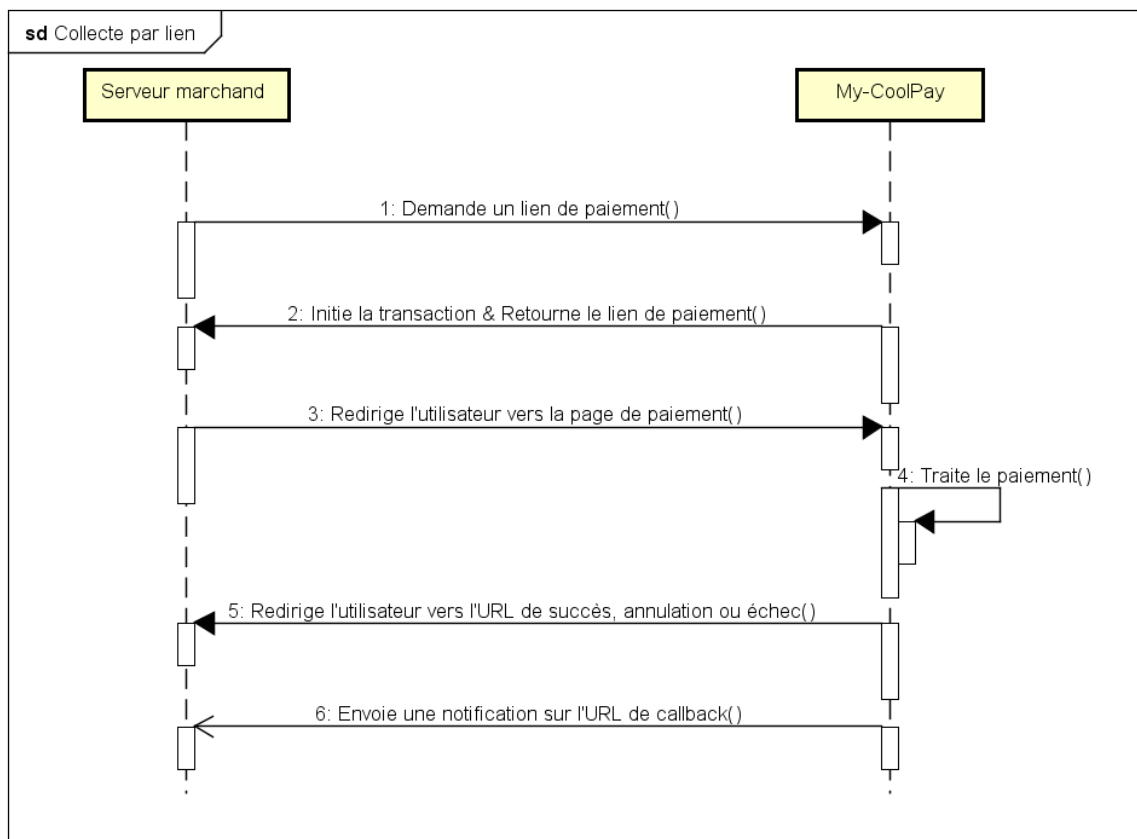 sd Collecte par lien
Serveur marchand
My-CoolPay
1: Demande un lien de paiement()
2: Initie la transaction & Retourne le lien de paiement()
3: Redirige l'utilisateur vers la page de paiement()
4: Traite le paiement()
5: Redirige l'utilisateur vers l'URL de succès, annulation ou échec()
6: Envoie une notification sur l'URL de callback()